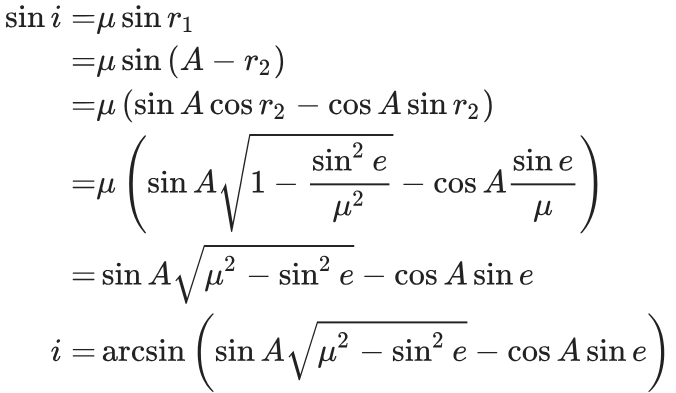 sin i =μ sin r₁
=μ sin (A − r₂)
=μ (sin A cos r₂ − cos A sin r₂)
=μ (sin A√(1 − sin² e/μ²) − cos A sin e/μ)
= sin A√(μ² − sin² e) − cos A sin e
i = arcsin (sin A√(μ² − sin² e) − cos A sin e)